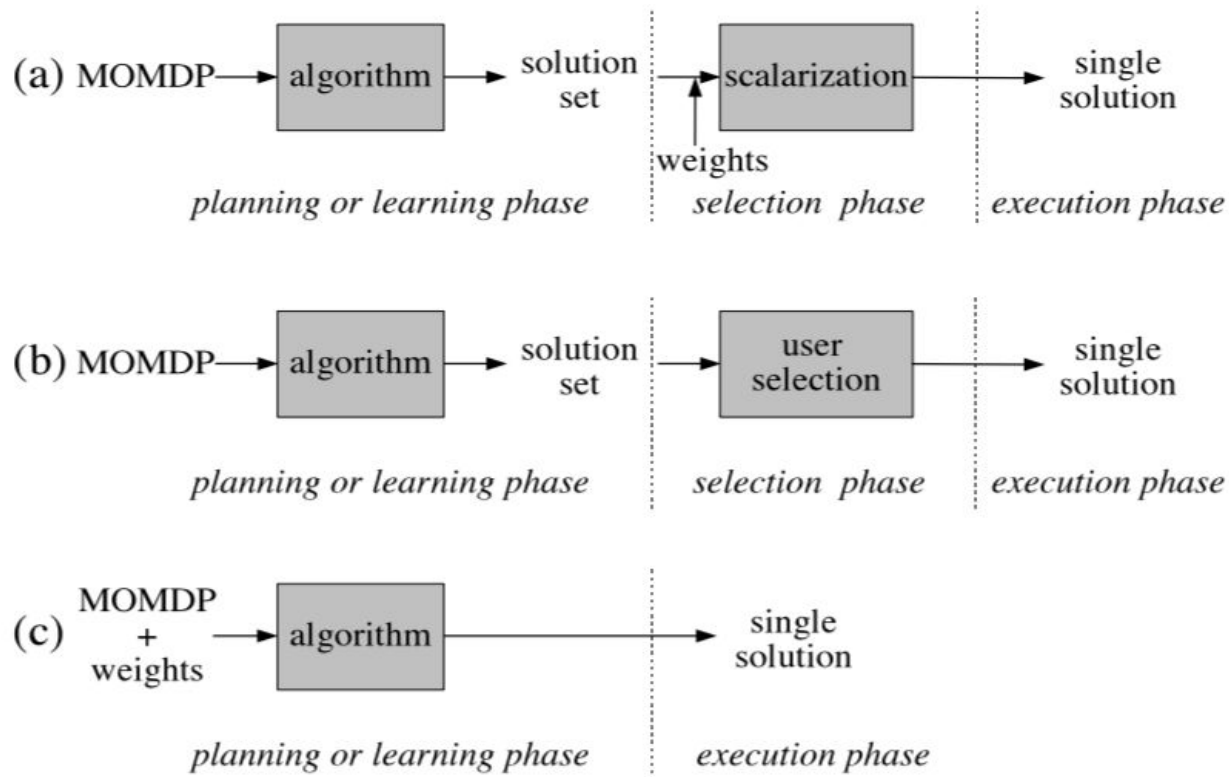 (a) MOMDP algorithm solution set scalarization single solution
weights
planning or learning phase selection phase execution phase
(b) MOMDP algorithm solution set user selection single solution
planning or learning phase selection phase execution phase
(c) MOMDP + weights algorithm single solution
planning or learning phase execution phase